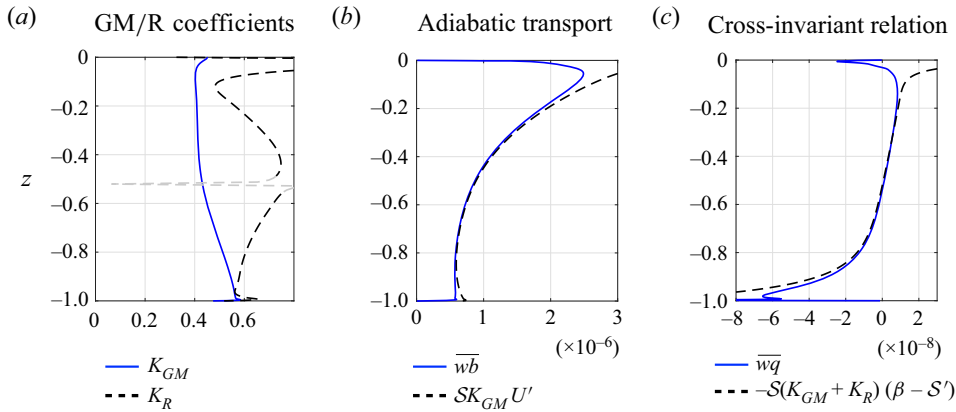 (a) GM/R coefficients
(b) Adiabatic transport
(c) Cross-invariant relation
z
0
–0.2
–0.4
–0.6
–0.8
–1.0
0 0.2 0.4 0.6
0
–0.2
–0.4
–0.6
–0.8
–1.0
0 1 2 3
(×10⁻⁶)
0
–0.2
–0.4
–0.6
–0.8
–1.0
–8 –6 –4 –2 0 2
(×10⁻⁸)
K_GM
K_R
w̅b̅
𝒮K_GM U′
w̅q̅
–𝒮(K_GM + K_R) (β – 𝒮′)